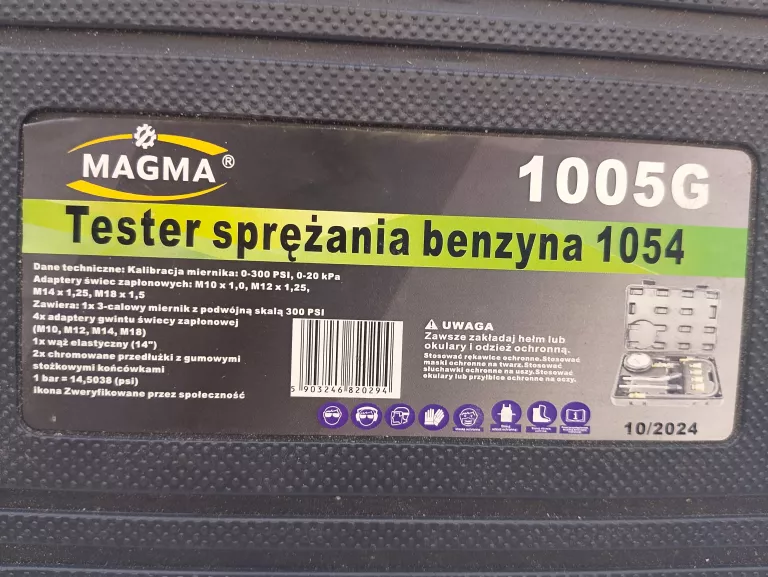 MAGMA®
1005G
Tester sprężania benzyna 1054
Dane techniczne: Kalibracja miernika: 0-300 PSI, 0-20 kPa
Adaptery świec zapłonowych: M10 x 1,0, M12 x 1,25,
M14 x 1,25, M18 x 1,5
Zawiera: 1x 3-calowy miernik z podwójną skalą 300 PSI
4x adaptery gwintu świecy zapłonowej
(M10, M12, M14, M18)
1x wąż elastyczny (14")
2x chromowane przedłużki z gumowymi
stożkowymi końcówkami
1 bar = 14,5038 (psi)
ikona Zweryfikowane przez społeczność
5 903246 820294
UWAGA
Zawsze zakładaj hełm lub
okulary i odzież ochronną.
Stosować rękawice ochronne.Stosować
maski ochronne na twarz.Stosować
słuchawki ochronne na uszy.Stosować
okulary lub przyłbice ochronne na oczy.
10/2024